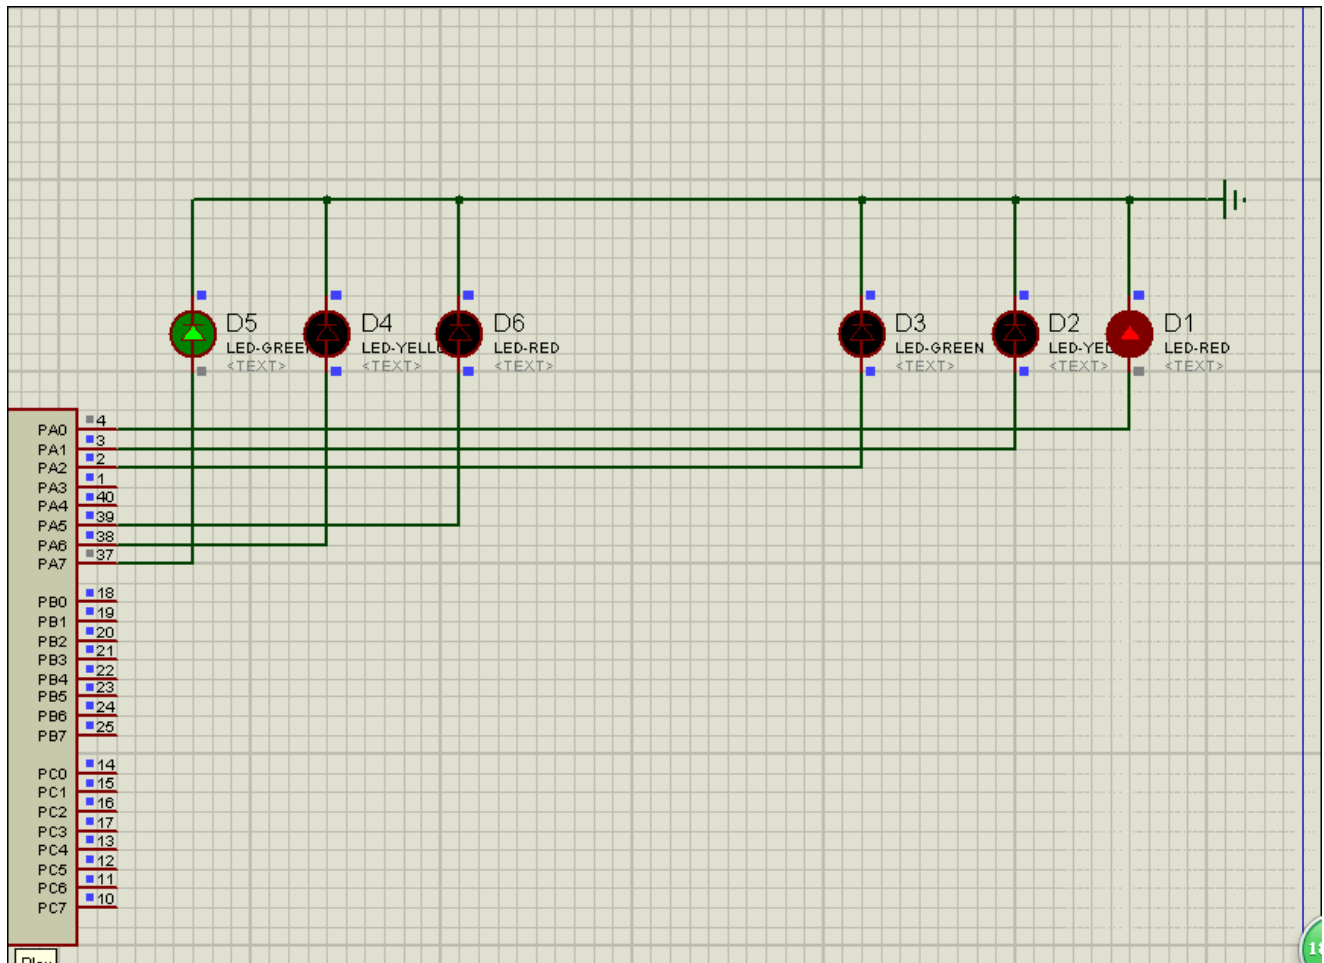 D5
LED-GREE
<TEXT>
D4
LED-YELLO
<TEXT>
D6
LED-RED
<TEXT>
D3
LED-GREEN
<TEXT>
D2
LED-YEL
<TEXT>
D1
LED-RED
<TEXT>
PA0 4
PA1 3
PA2 2
PA3 1
PA4 40
PA5 39
PA6 38
PA7 37
PB0 18
PB1 19
PB2 20
PB3 21
PB4 22
PB5 23
PB6 24
PB7 25
PC0 14
PC1 15
PC2 16
PC3 17
PC4 13
PC5 12
PC6 11
PC7 10
Play